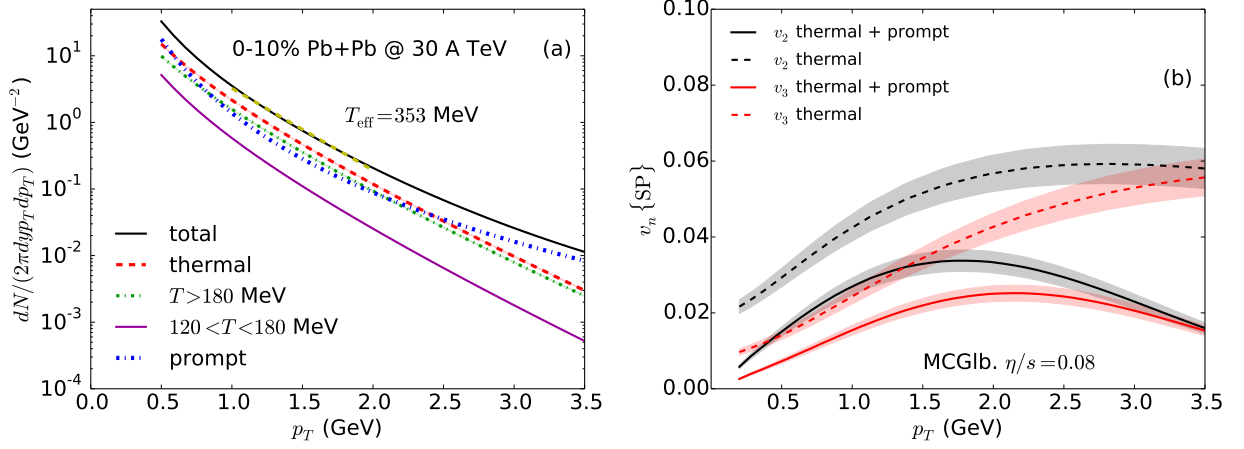 0-10% Pb+Pb @ 30 A TeV (a)
T_eff = 353 MeV
dN/(2πdyp_T dp_T) (GeV^−2)
10^1
10^0
10^-1
10^-2
10^-3
10^-4
total
thermal
T > 180 MeV
120 < T < 180 MeV
prompt
0.0 0.5 1.0 1.5 2.0 2.5 3.0 3.5
p_T (GeV)
v_2 thermal + prompt
v_2 thermal
v_3 thermal + prompt
v_3 thermal
(b)
v_n{SP}
0.10
0.08
0.06
0.04
0.02
0.00
MCGlb. η/s = 0.08
0.5 1.0 1.5 2.0 2.5 3.0 3.5
p_T (GeV)